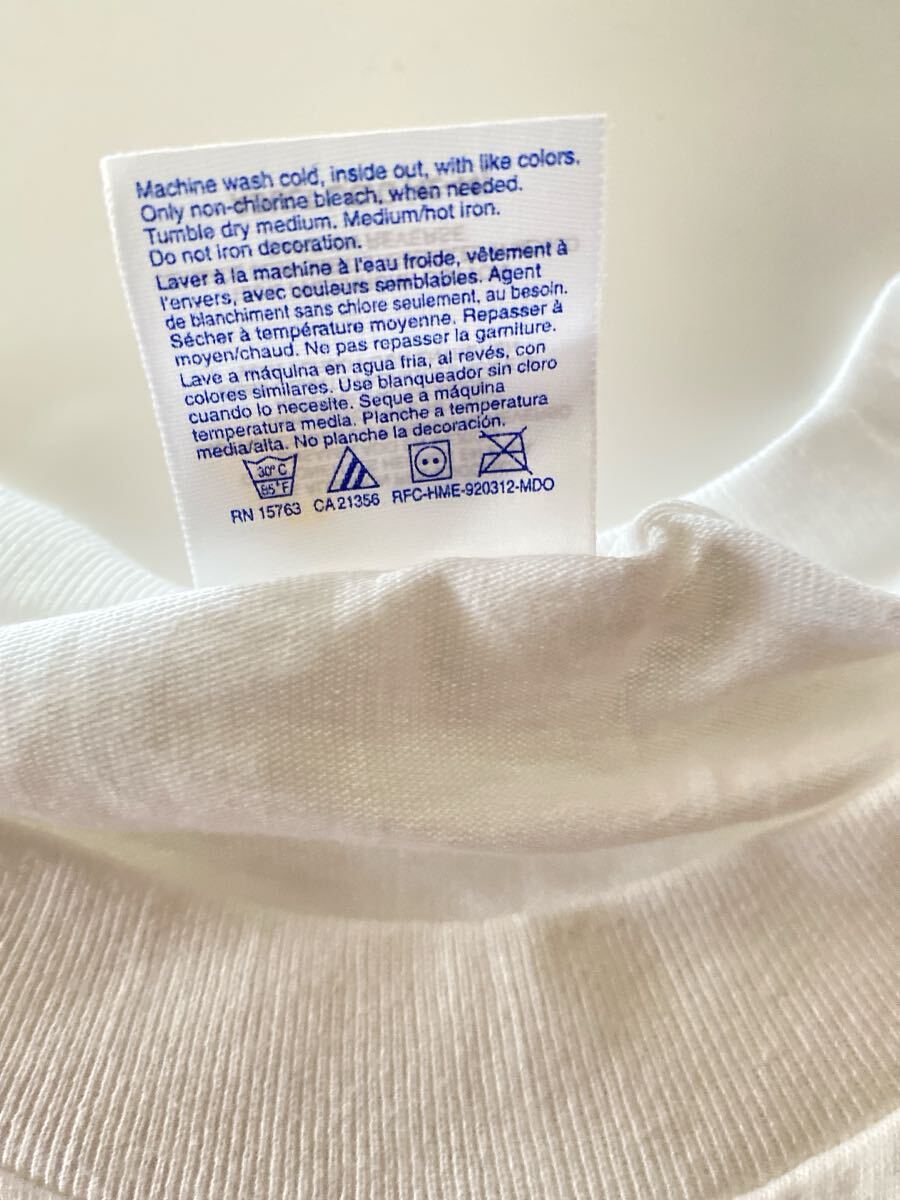 Machine wash cold, inside out, with like colors.
Only non-chlorine bleach, when needed.
Tumble dry medium. Medium/hot iron.
Do not iron decoration.
Laver à la machine à l'eau froide, vêtement à
l'envers, avec couleurs semblables. Agent
de blanchiment sans chlore seulement, au besoin.
Sécher à température moyenne. Repasser à
moyen/chaud. Ne pas repasser la garniture.
Lave a máquina en agua fria, al revés, con
colores similares. Use blanqueador sin cloro
cuando lo necesite. Seque a máquina
temperatura media. Planche a temperatura
media/alta. No planche la decoración.
30°C
85°F
RN 15763 CA 21356 RFC-HME-920312-MDO